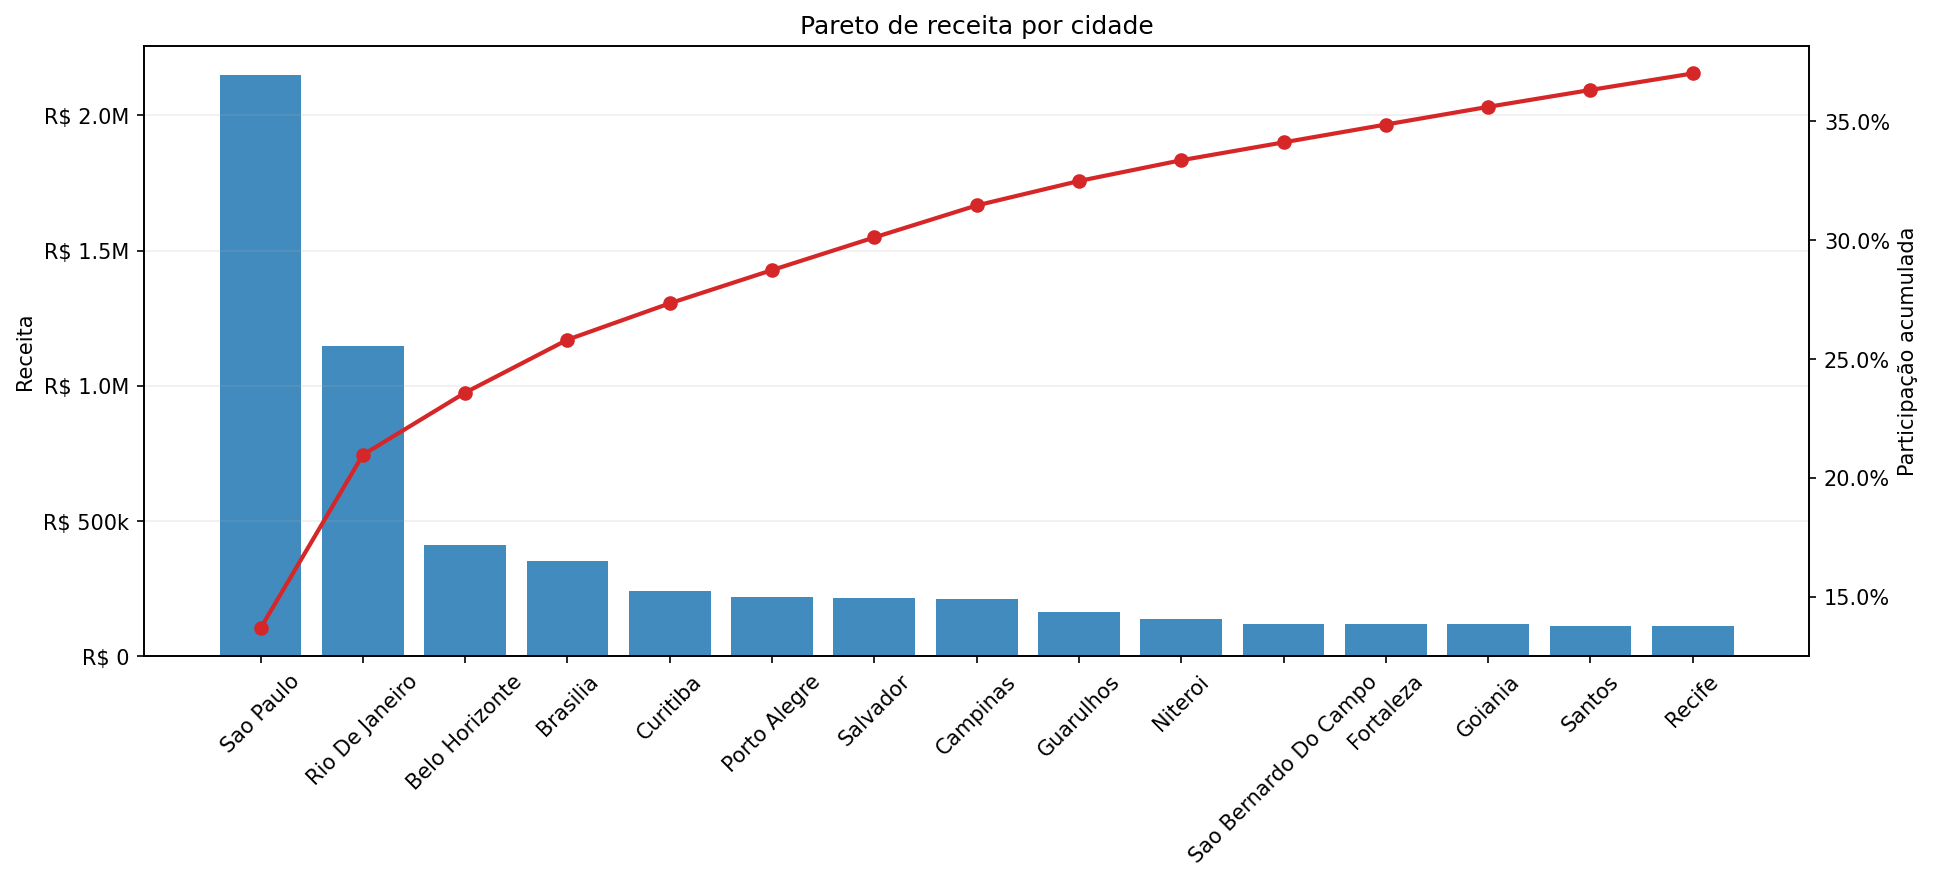 Pareto de receita por cidade
Receita
R$ 2.0M
R$ 1.5M
R$ 1.0M
R$ 500k
R$ 0
35.0%
30.0%
25.0%
20.0%
15.0%
Participação acumulada
Sao Paulo
Rio De Janeiro
Belo Horizonte
Brasilia
Curitiba
Porto Alegre
Salvador
Campinas
Guarulhos
Niteroi
Sao Bernardo Do Campo
Fortaleza
Goiania
Santos
Recife